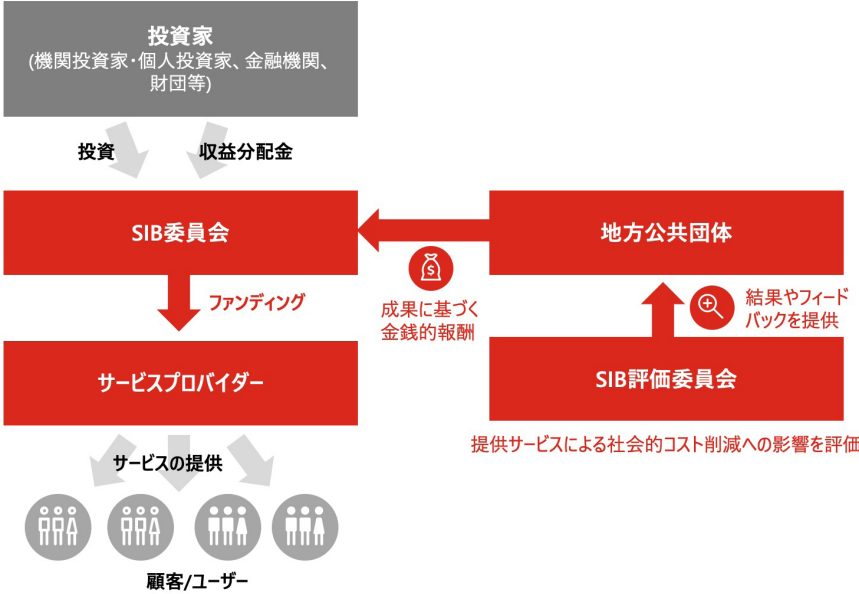 投資家
(機関投資家・個人投資家、金融機関、
財団等)
投資
収益分配金
SIB委員会
地方公共団体
ファンディング
$
成果に基づく
金銭的報酬
結果やフィード
バックを提供
サービスプロバイダー
SIB評価委員会
提供サービスによる社会的コスト削減への影響を評価
サービスの提供
顧客/ユーザー